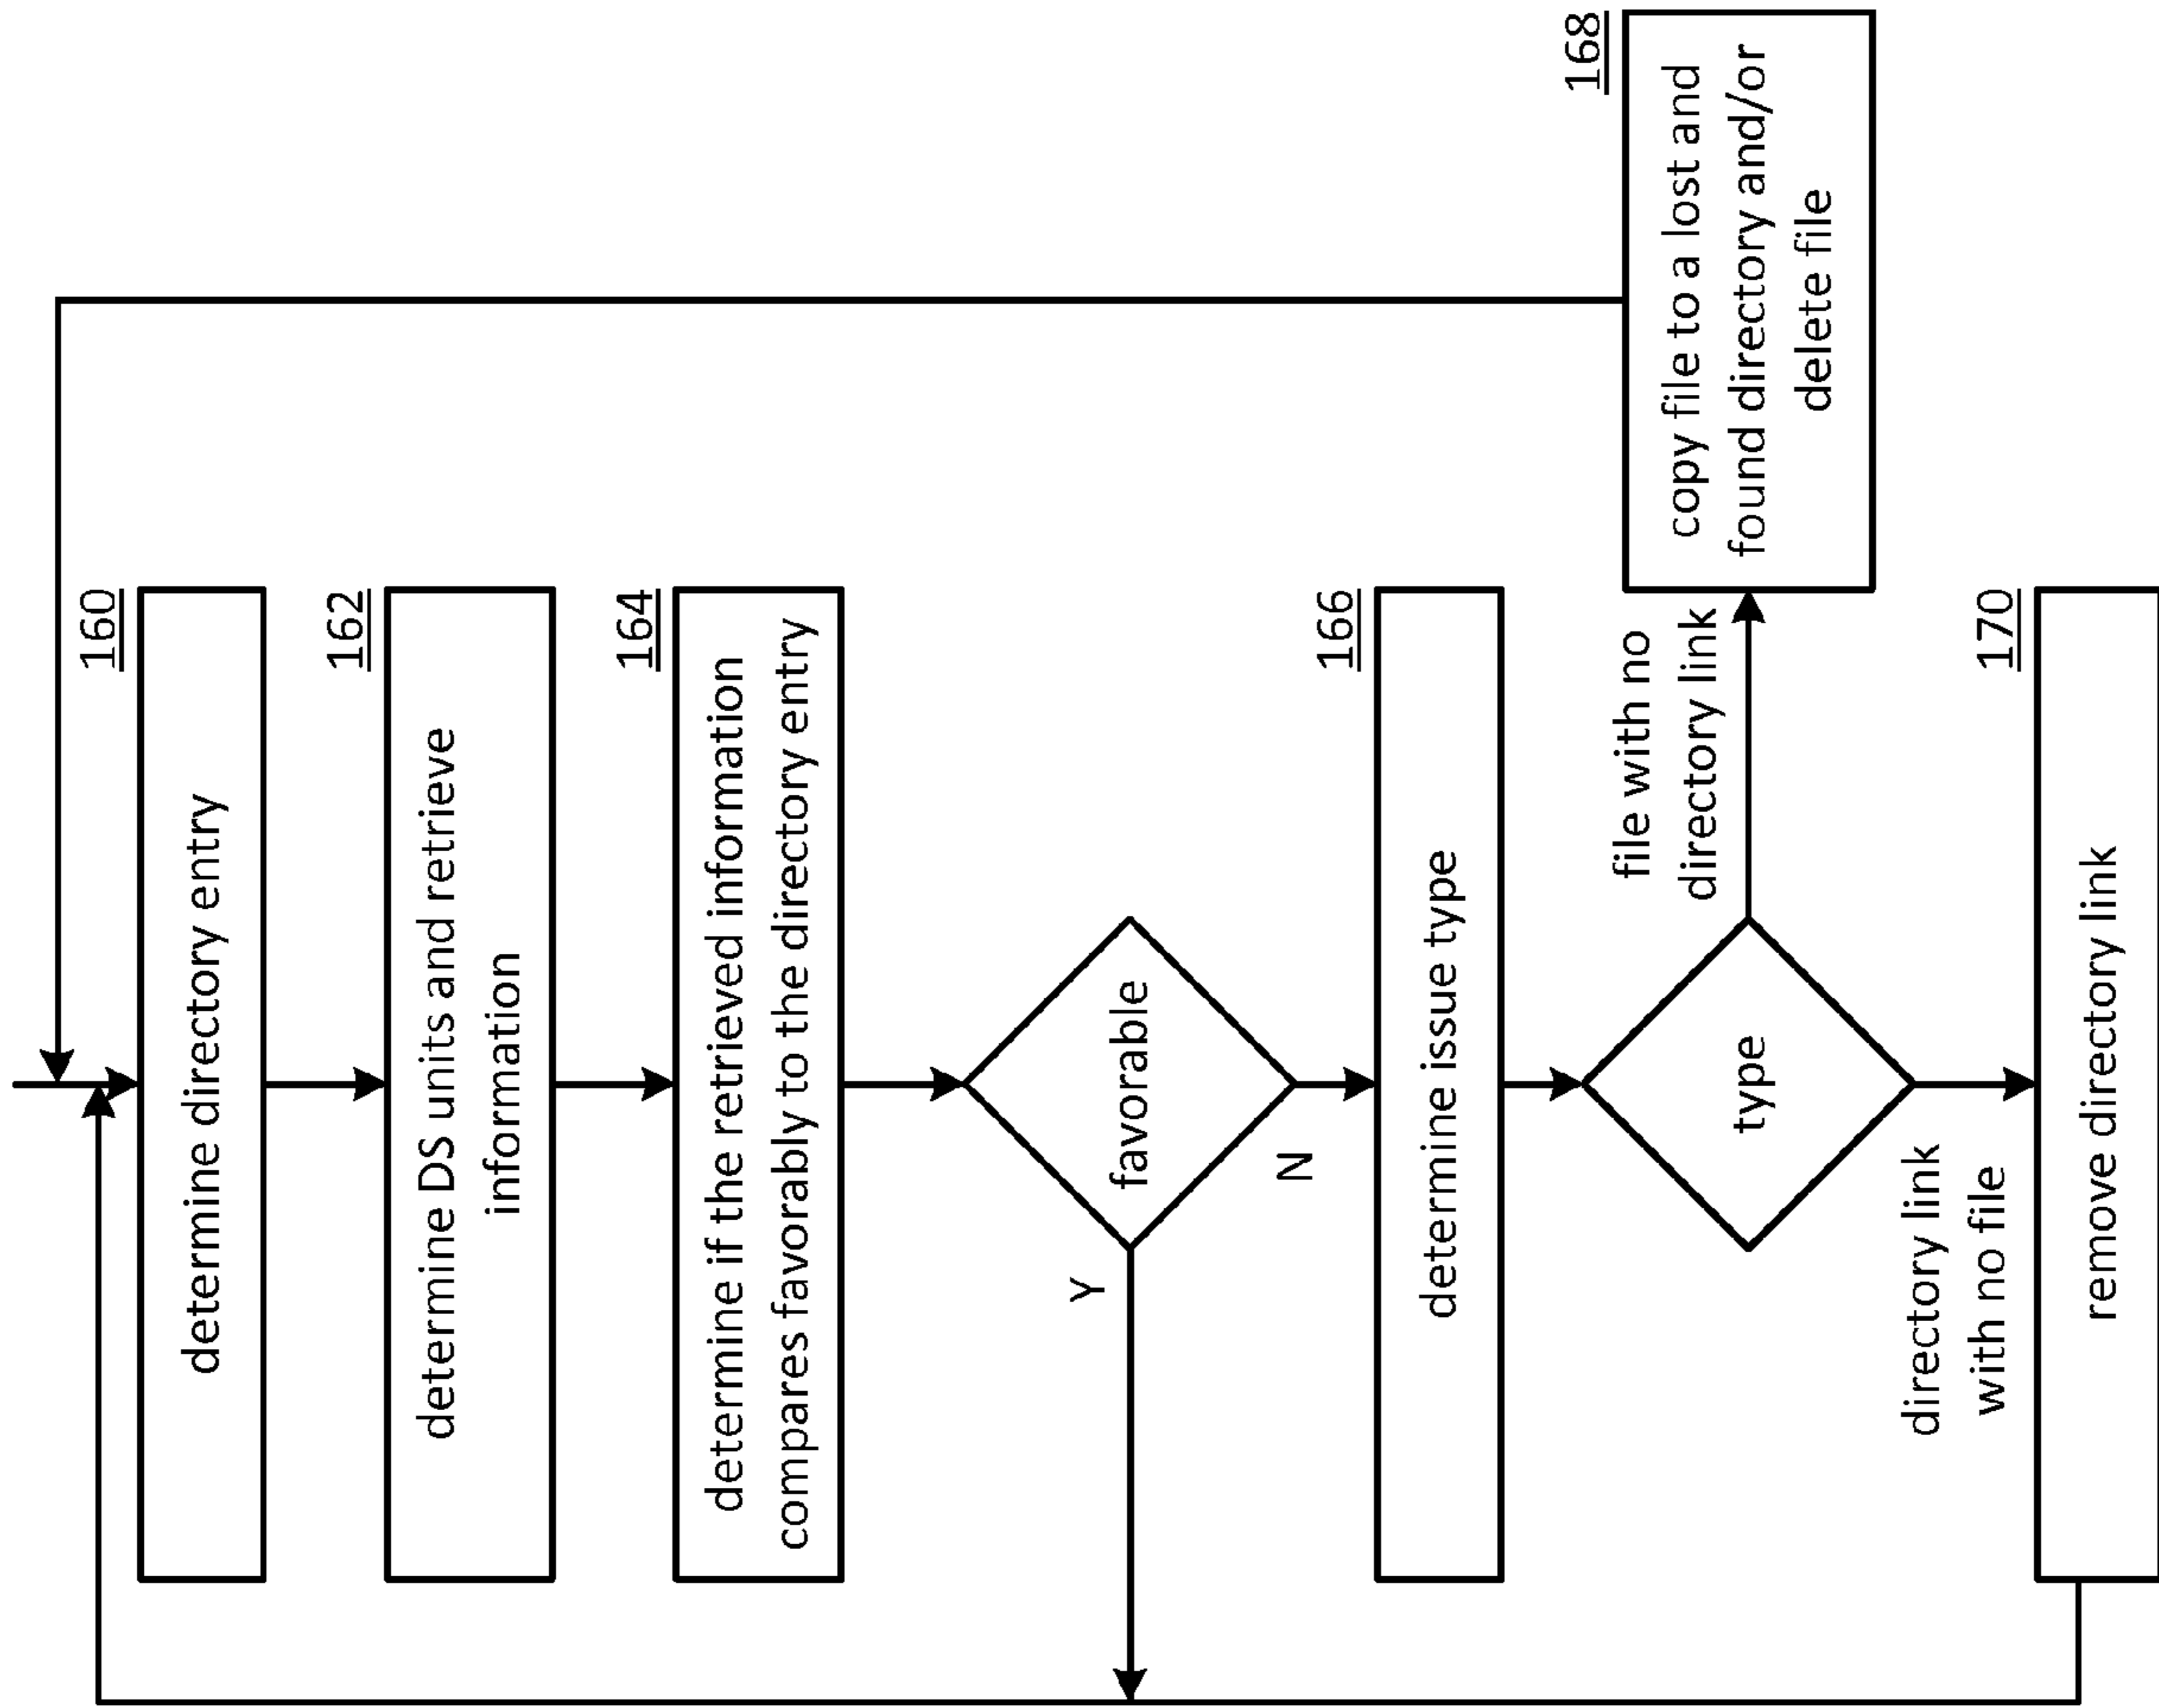 160
determine directory entry
162
determine DS units and retrieve
information
164
determine if the retrieved information
compares favorably to the directory entry
favorable
Y
N
166
determine issue type
type
file with no
directory link
168
copy file to a lost and
found directory and/or
delete file
directory link
with no file
170
remove directory link